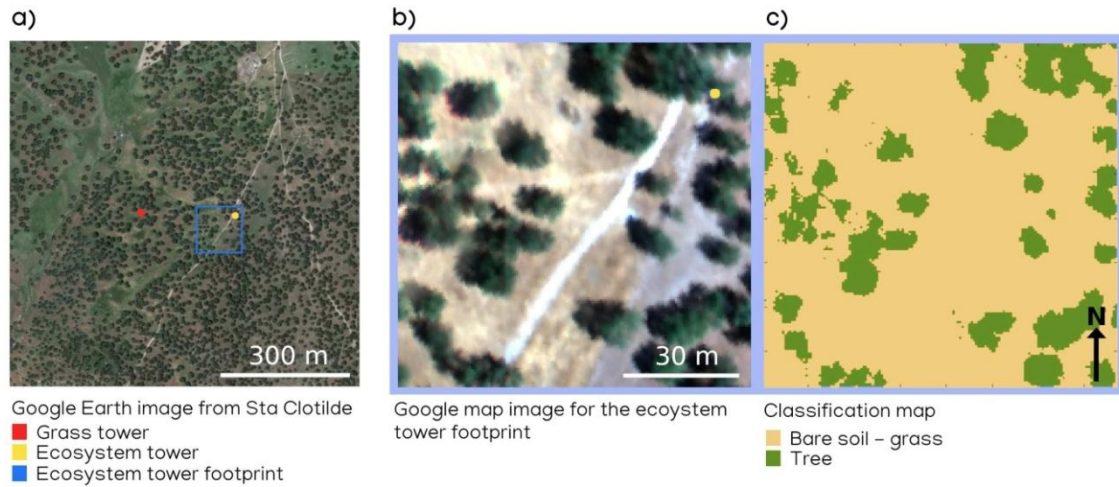 a)
b)
c)
300 m
30 m
N
Google Earth image from Sta Clotilde
Grass tower
Ecosystem tower
Ecosystem tower footprint
Google map image for the ecoystem
tower footprint
Classification map
Bare soil – grass
Tree